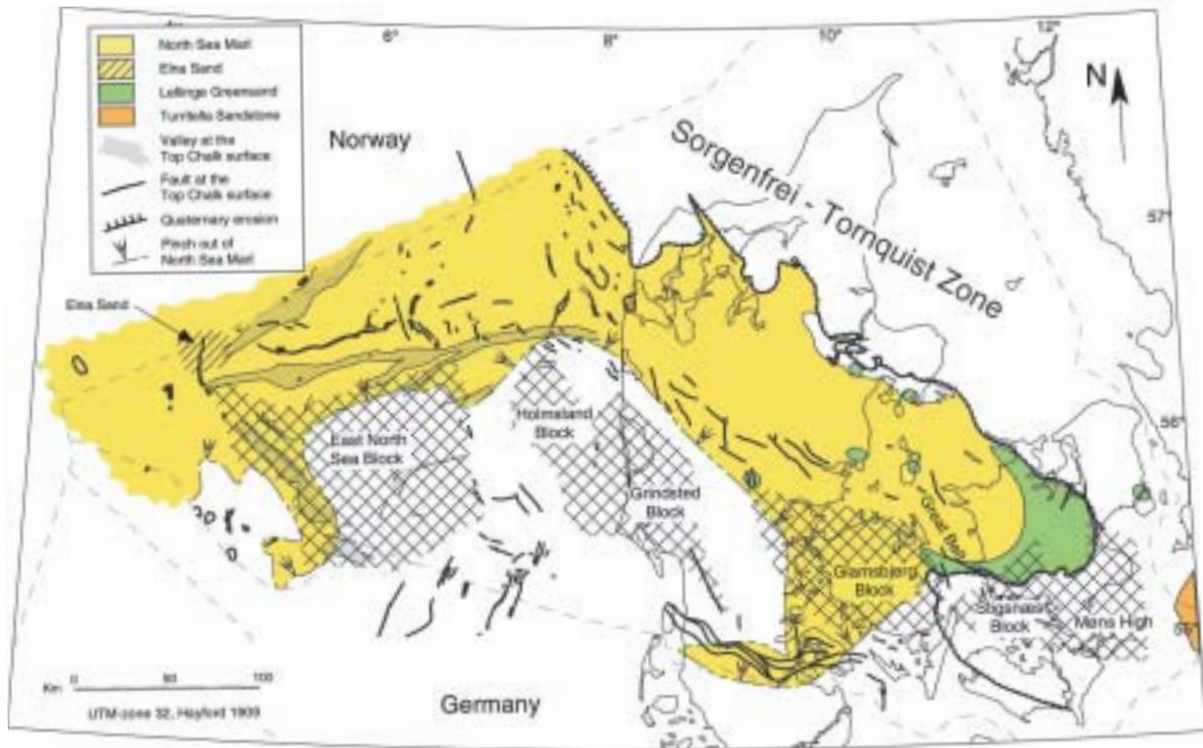 6°
8°
10°
12°
North Sea Marl
Elna Sand
Lellinge Greensand
Turritella Sandstone
Valley at the
Top Chalk surface
Fault at the
Top Chalk surface
Quaternary erosion
Pinch out of
North Sea Marl
Norway
N
Sorgenfrei - Tornquist Zone
57°
Elna Sand
56°
East North
Sea Block
Holmsland
Block
Grindsted
Block
Great Belt
Glamsbjerg
Block
Stigsnæs
Block
Møns High
Km
0
50
100
UTM-zone 32, Hayford 1909
Germany